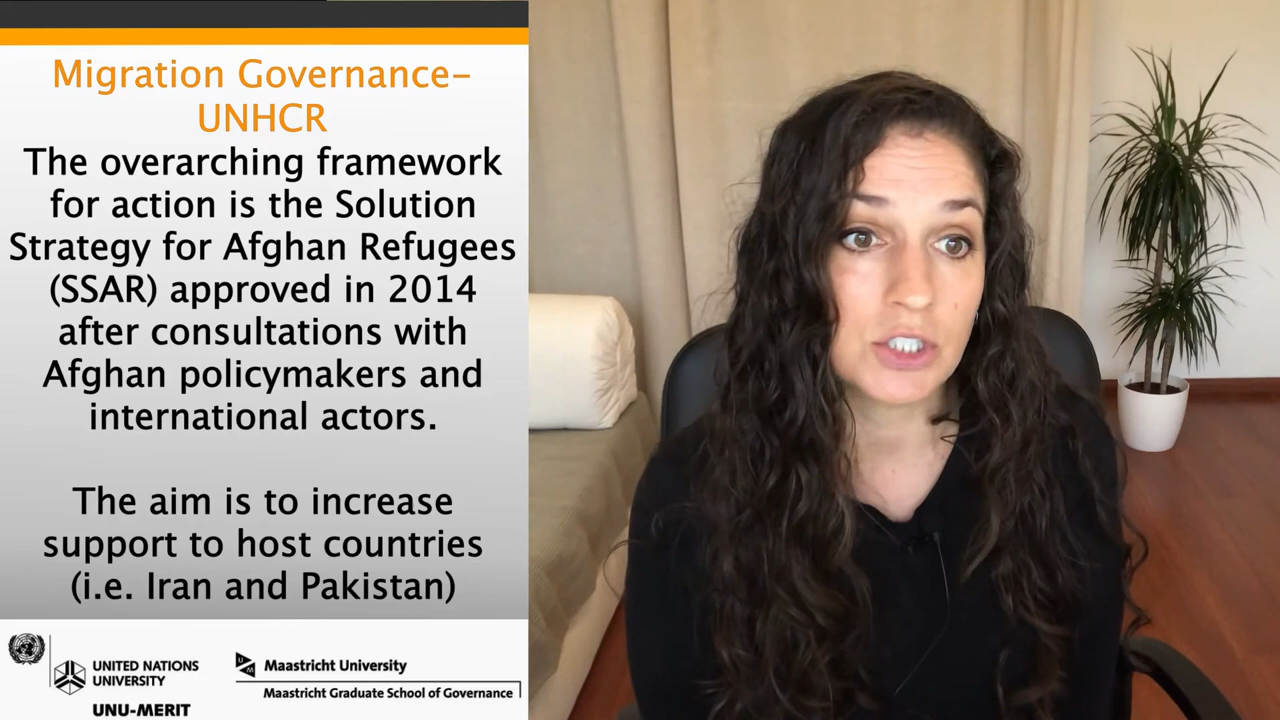 Migration Governance-
UNHCR
The overarching framework
for action is the Solution
Strategy for Afghan Refugees
(SSAR) approved in 2014
after consultations with
Afghan policymakers and
international actors.
The aim is to increase
support to host countries
(i.e. Iran and Pakistan)
UNITED NATIONS
UNIVERSITY
UNU-MERIT
UM
Maastricht University
Maastricht Graduate School of Governance